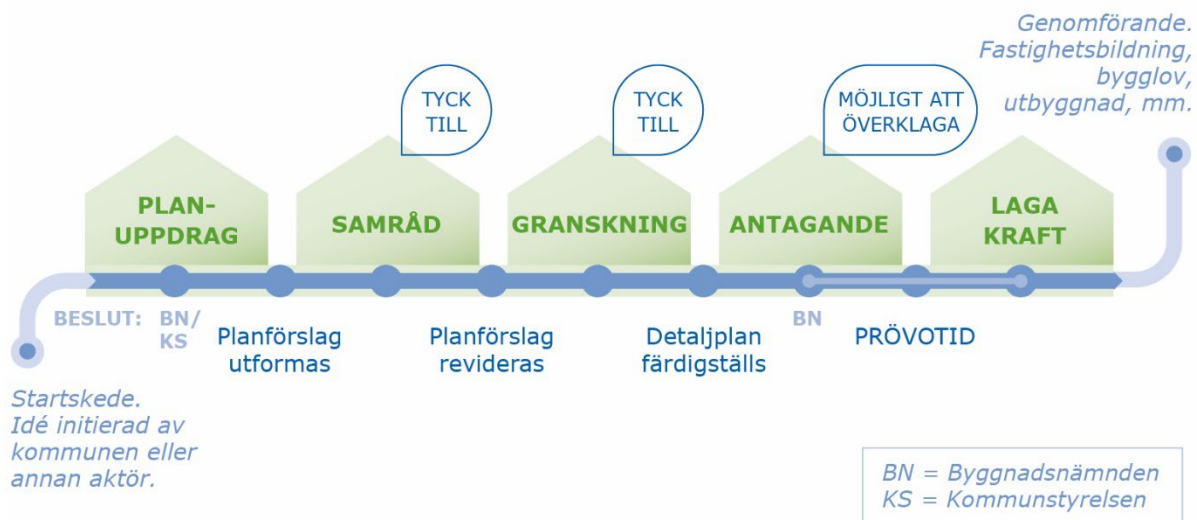 Genomförande.
Fastighetsbildning,
bygglov,
utbyggnad, mm.
TYCK
TILL
TYCK
TILL
MÖJLIGT ATT
ÖVERKLAGA
PLAN-
UPPDRAG
SAMRÅD
GRANSKNING
ANTAGANDE
LAGA
KRAFT
BESLUT:
BN/
KS
Planförslag
utformas
Planförslag
revideras
Detaljplan
färdigställs
BN
PRÖVOTID
Startskede.
Idé initierad av
kommunen eller
annan aktör.
BN = Byggnadsnämnden
KS = Kommunstyrelsen